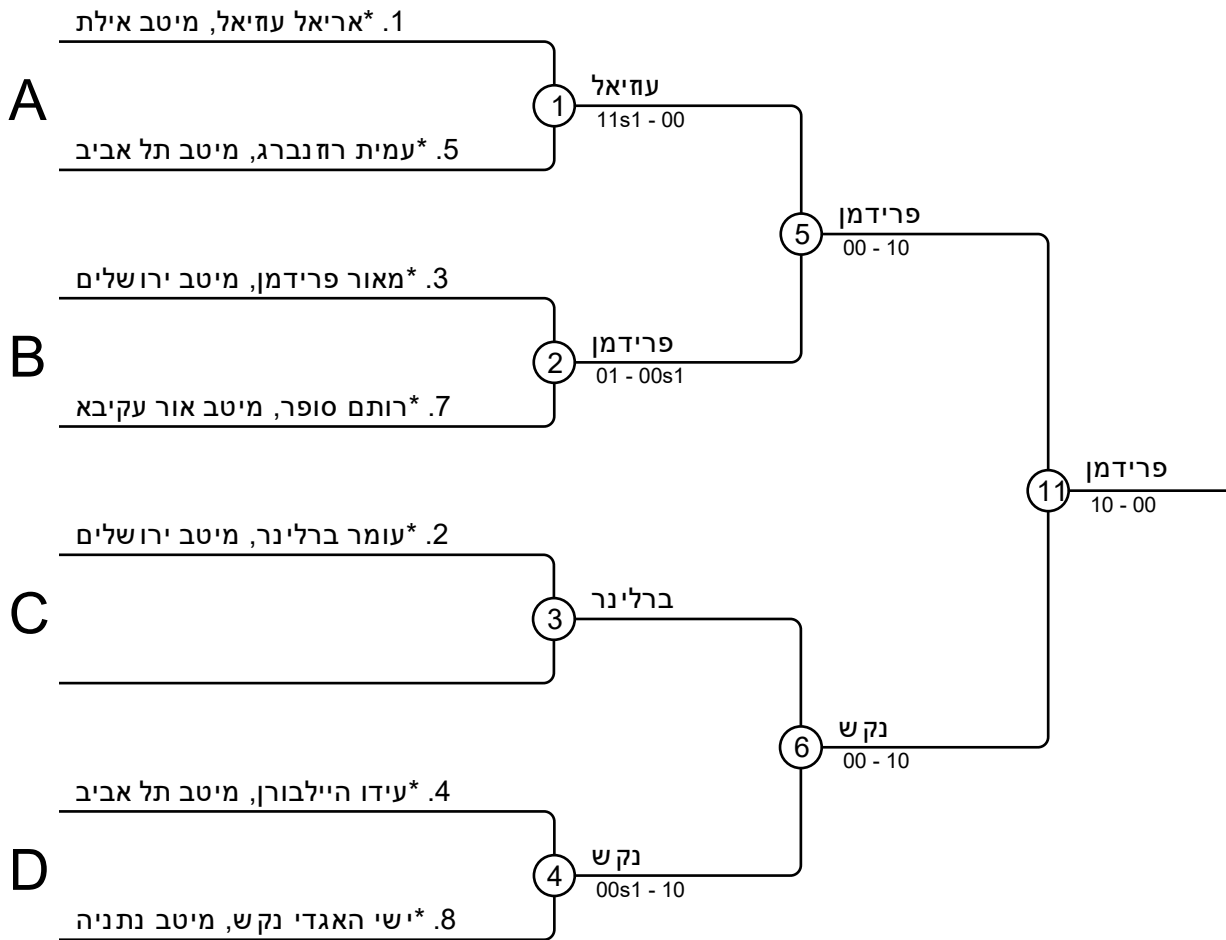 1. *אריאל עוזיאל, מיטב אילת
A
1
עוזיאל
11s1 - 00
5. *עמית רוזנברג, מיטב תל אביב
5
פרידמן
00 - 10
3. *מאור פרידמן, מיטב ירושלים
B
2
פרידמן
01 - 00s1
7. *רותם סופר, מיטב אור עקיבא
11
פרידמן
10 - 00
2. *עומר ברלינר, מיטב ירושלים
C
3
ברלינר
6
נקש
00 - 10
4. *עידו היילבורן, מיטב תל אביב
D
4
נקש
00s1 - 10
8. *ישי האגדי נקש, מיטב נתניה